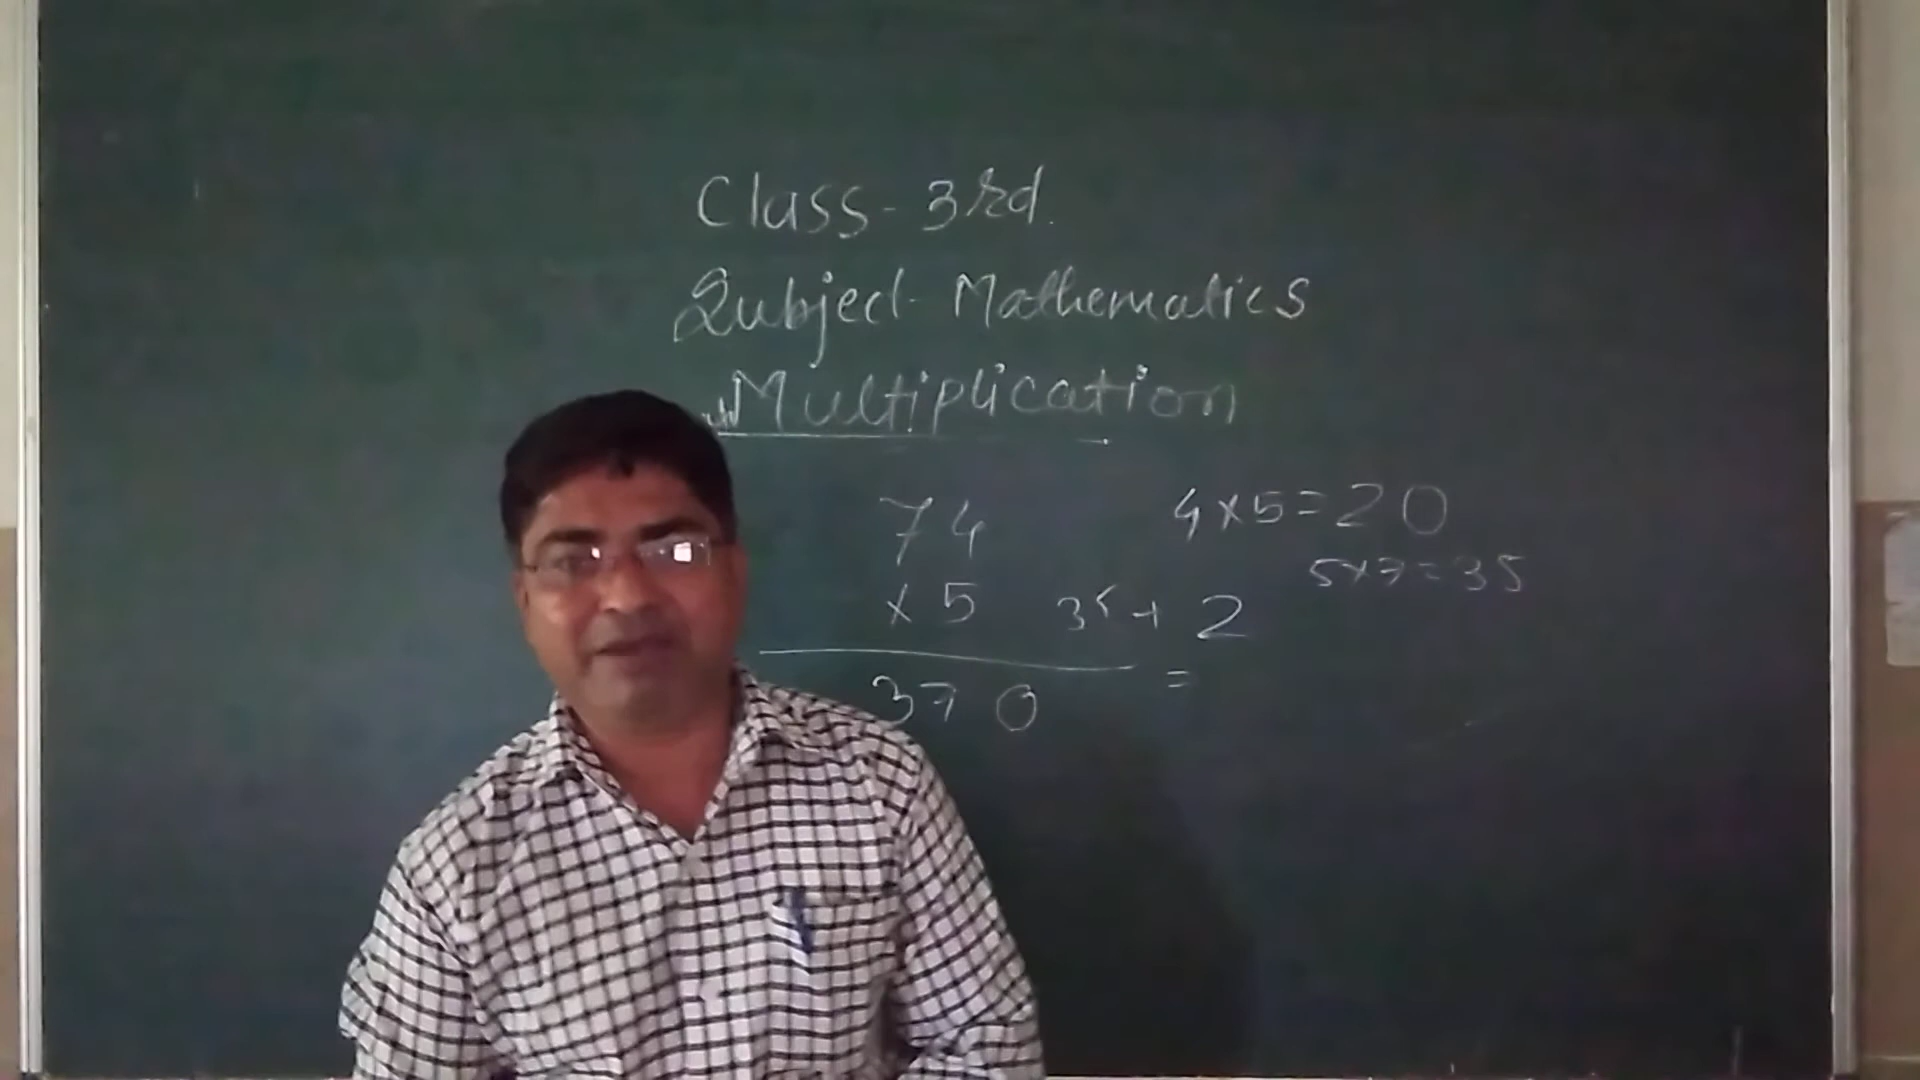 Class - 3rd.
Subject - Mathematics
Multiplication
74 4×5=20
5×7=35
× 5 35 + 2
370 =